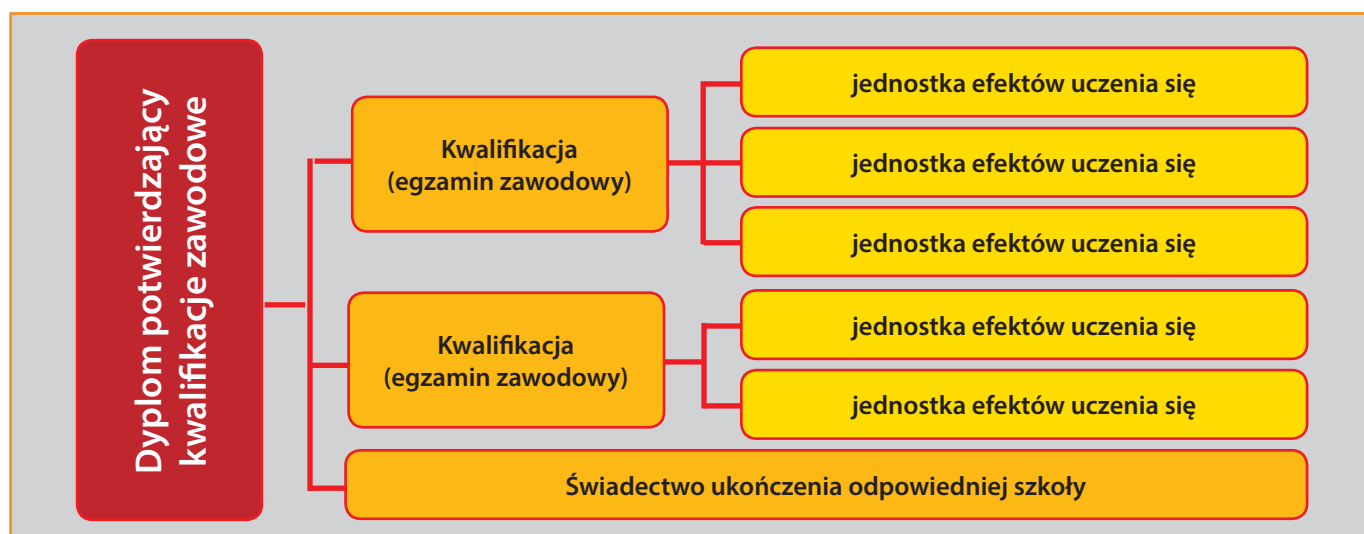 Dyplom potwierdzający
kwalifikacje zawodowe
Kwalifikacja
(egzamin zawodowy)
jednostka efektów uczenia się
jednostka efektów uczenia się
jednostka efektów uczenia się
Kwalifikacja
(egzamin zawodowy)
jednostka efektów uczenia się
jednostka efektów uczenia się
Świadectwo ukończenia odpowiedniej szkoły